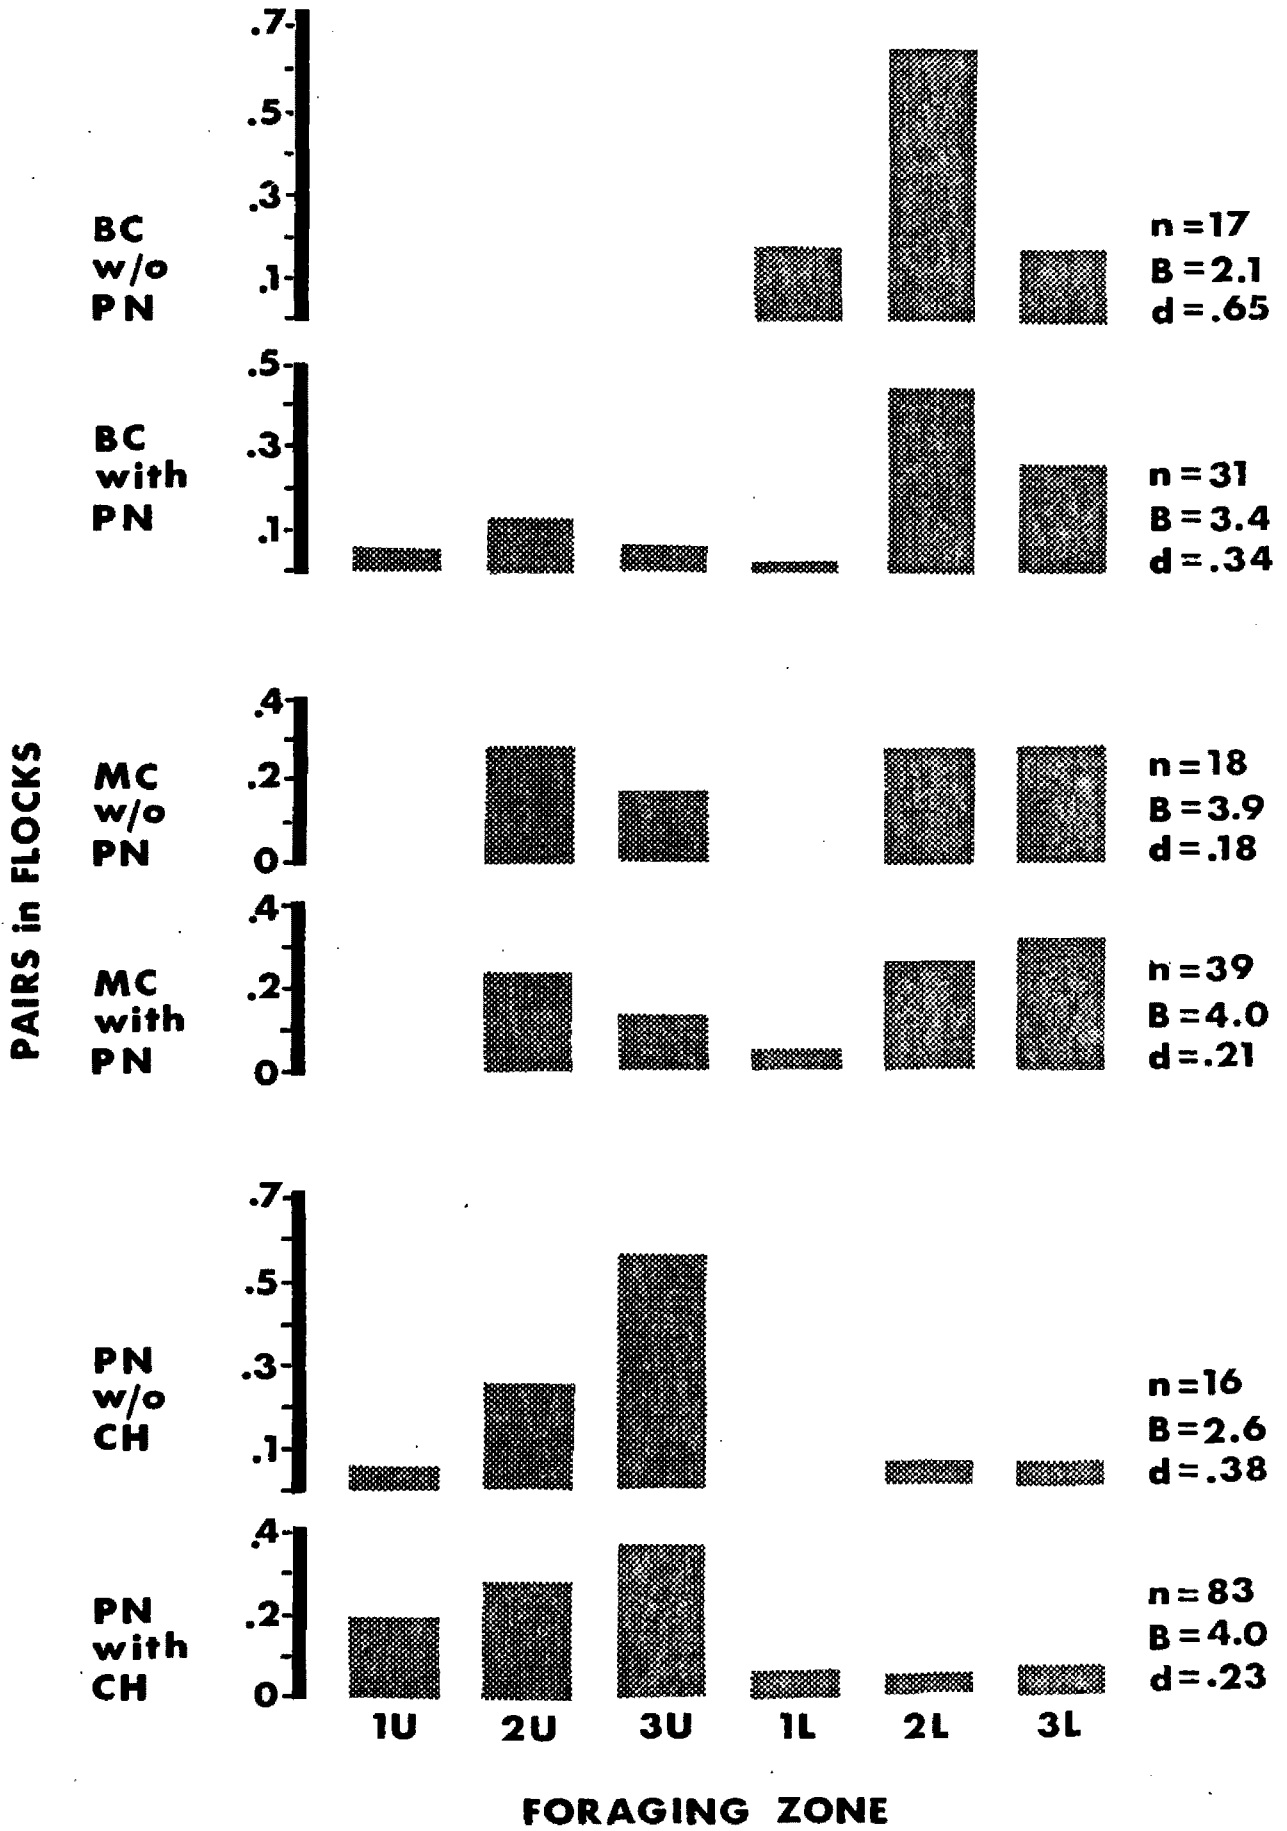 PAIRS in FLOCKS
.7
.5
.3
.1
BC
w/o
PN
n=17
B=2.1
d=.65
.5
.3
.1
BC
with
PN
n=31
B=3.4
d=.34
.4
.2
0
MC
w/o
PN
n=18
B=3.9
d=.18
.4
.2
0
MC
with
PN
n=39
B=4.0
d=.21
.7
.5
.3
.1
PN
w/o
CH
n=16
B=2.6
d=.38
.4
.2
0
PN
with
CH
n=83
B=4.0
d=.23
1U 2U 3U 1L 2L 3L
FORAGING ZONE